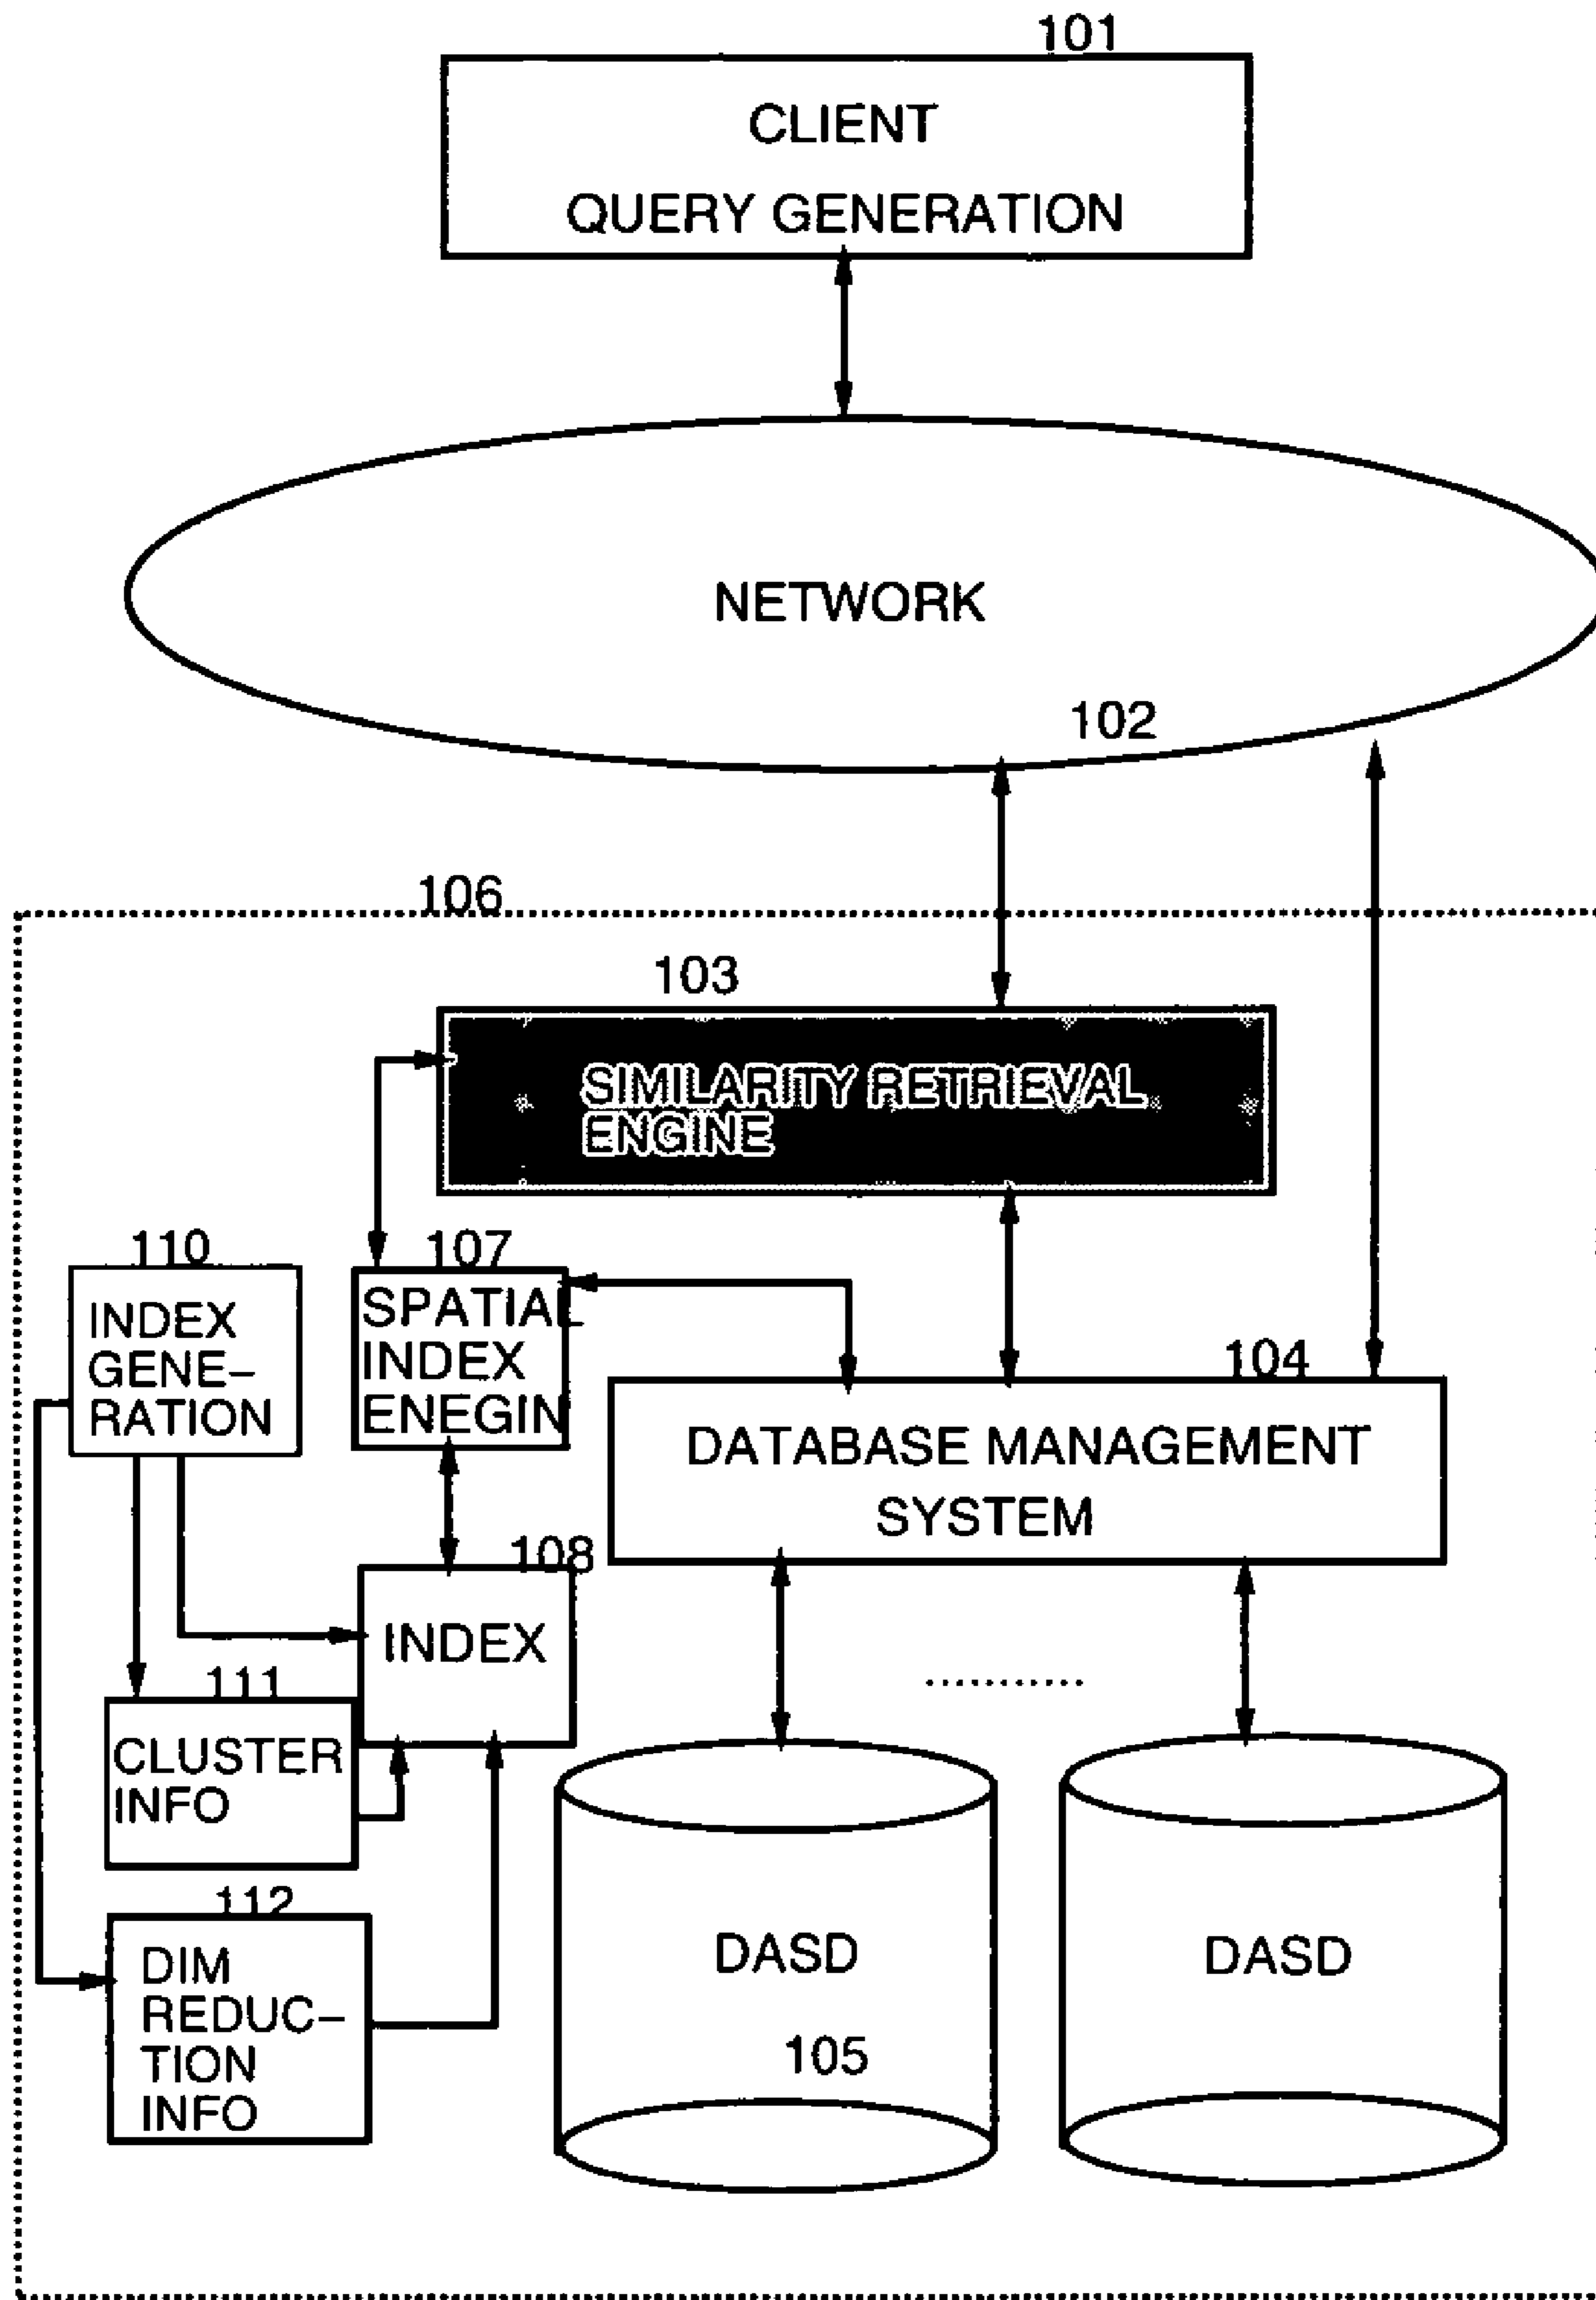 101
CLIENT
QUERY GENERATION
NETWORK
102
106
103
SIMILARITY RETRIEVAL
ENGINE
110
INDEX
GENE-
RATION
107
SPATIAL
INDEX
ENEGIN
104
DATABASE MANAGEMENT
SYSTEM
108
INDEX
111
CLUSTER
INFO
112
DIM
REDUC-
TION
INFO
..........
DASD
105
DASD